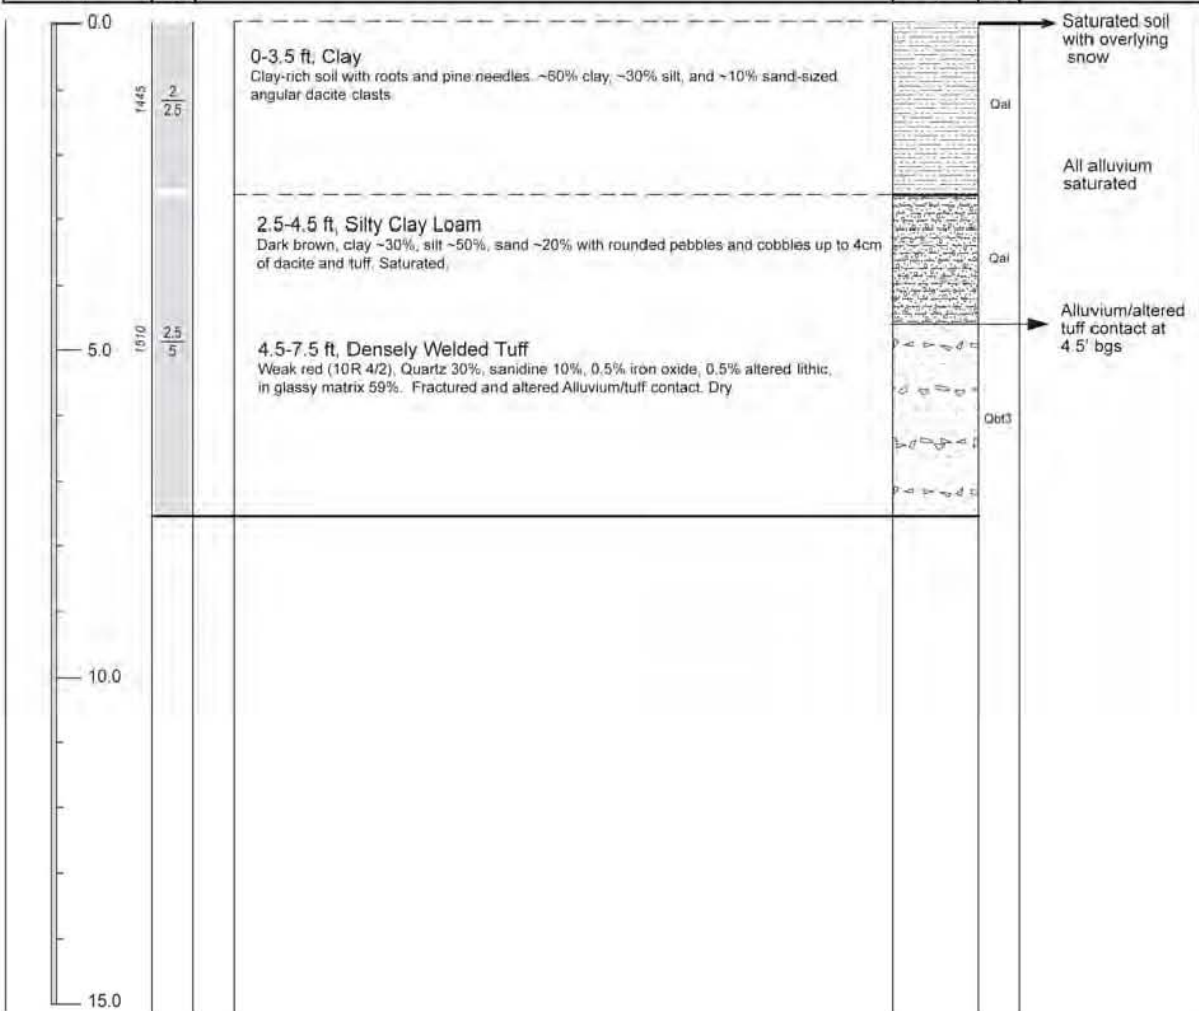 0.0
Saturated soil
with overlying
snow
0-3.5 ft, Clay
Clay-rich soil with roots and pine needles. ~60% clay, ~30% silt, and ~10% sand-sized
angular dacite clasts
1445
2
2.5
Qal
All alluvium
saturated
2.5-4.5 ft, Silty Clay Loam
Dark brown, clay ~30%, silt ~50%, sand ~20% with rounded pebbles and cobbles up to 4cm
of dacite and tuff. Saturated.
Qal
Alluvium/altered
tuff contact at
4.5' bgs
1510
2.5
5
5.0
4.5-7.5 ft, Densely Welded Tuff
Weak red (10R 4/2), Quartz 30%, sanidine 10%, 0.5% iron oxide, 0.5% altered lithic,
in glassy matrix 59%. Fractured and altered Alluvium/tuff contact. Dry
Qbt3
10.0
15.0